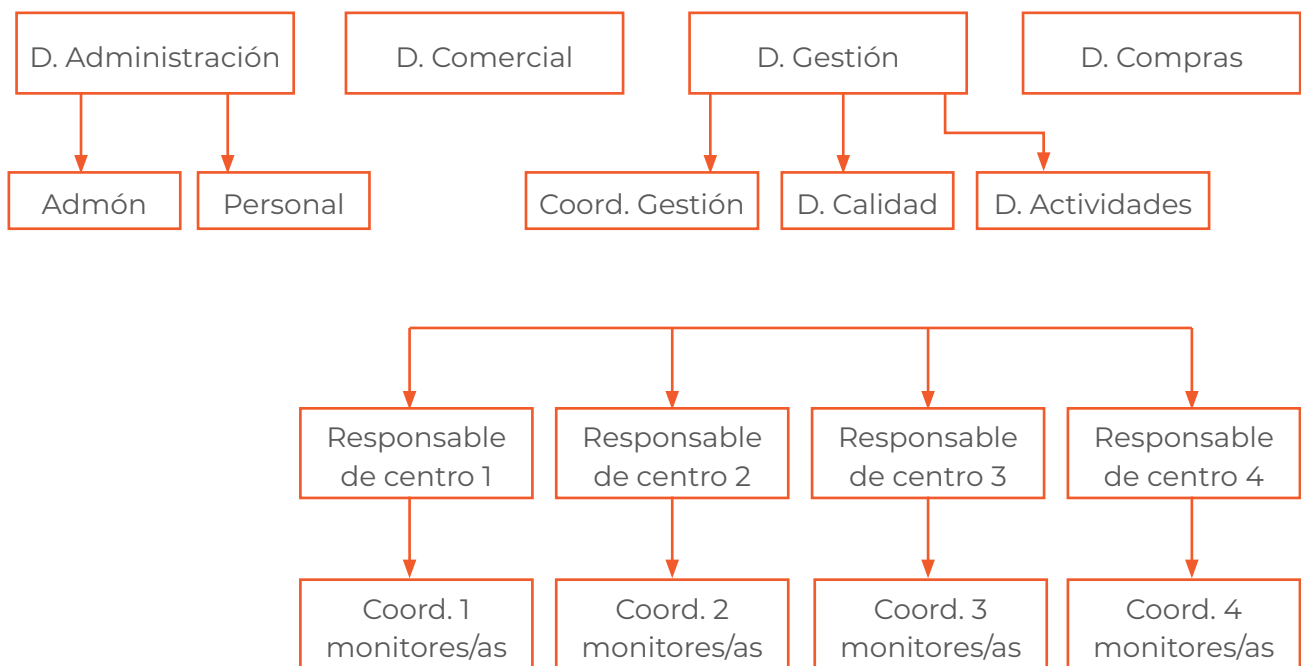 D. Administración
D. Comercial
D. Gestión
D. Compras
Admón
Personal
Coord. Gestión
D. Calidad
D. Actividades
Responsable
de centro 1
Responsable
de centro 2
Responsable
de centro 3
Responsable
de centro 4
Coord. 1
monitores/as
Coord. 2
monitores/as
Coord. 3
monitores/as
Coord. 4
monitores/as